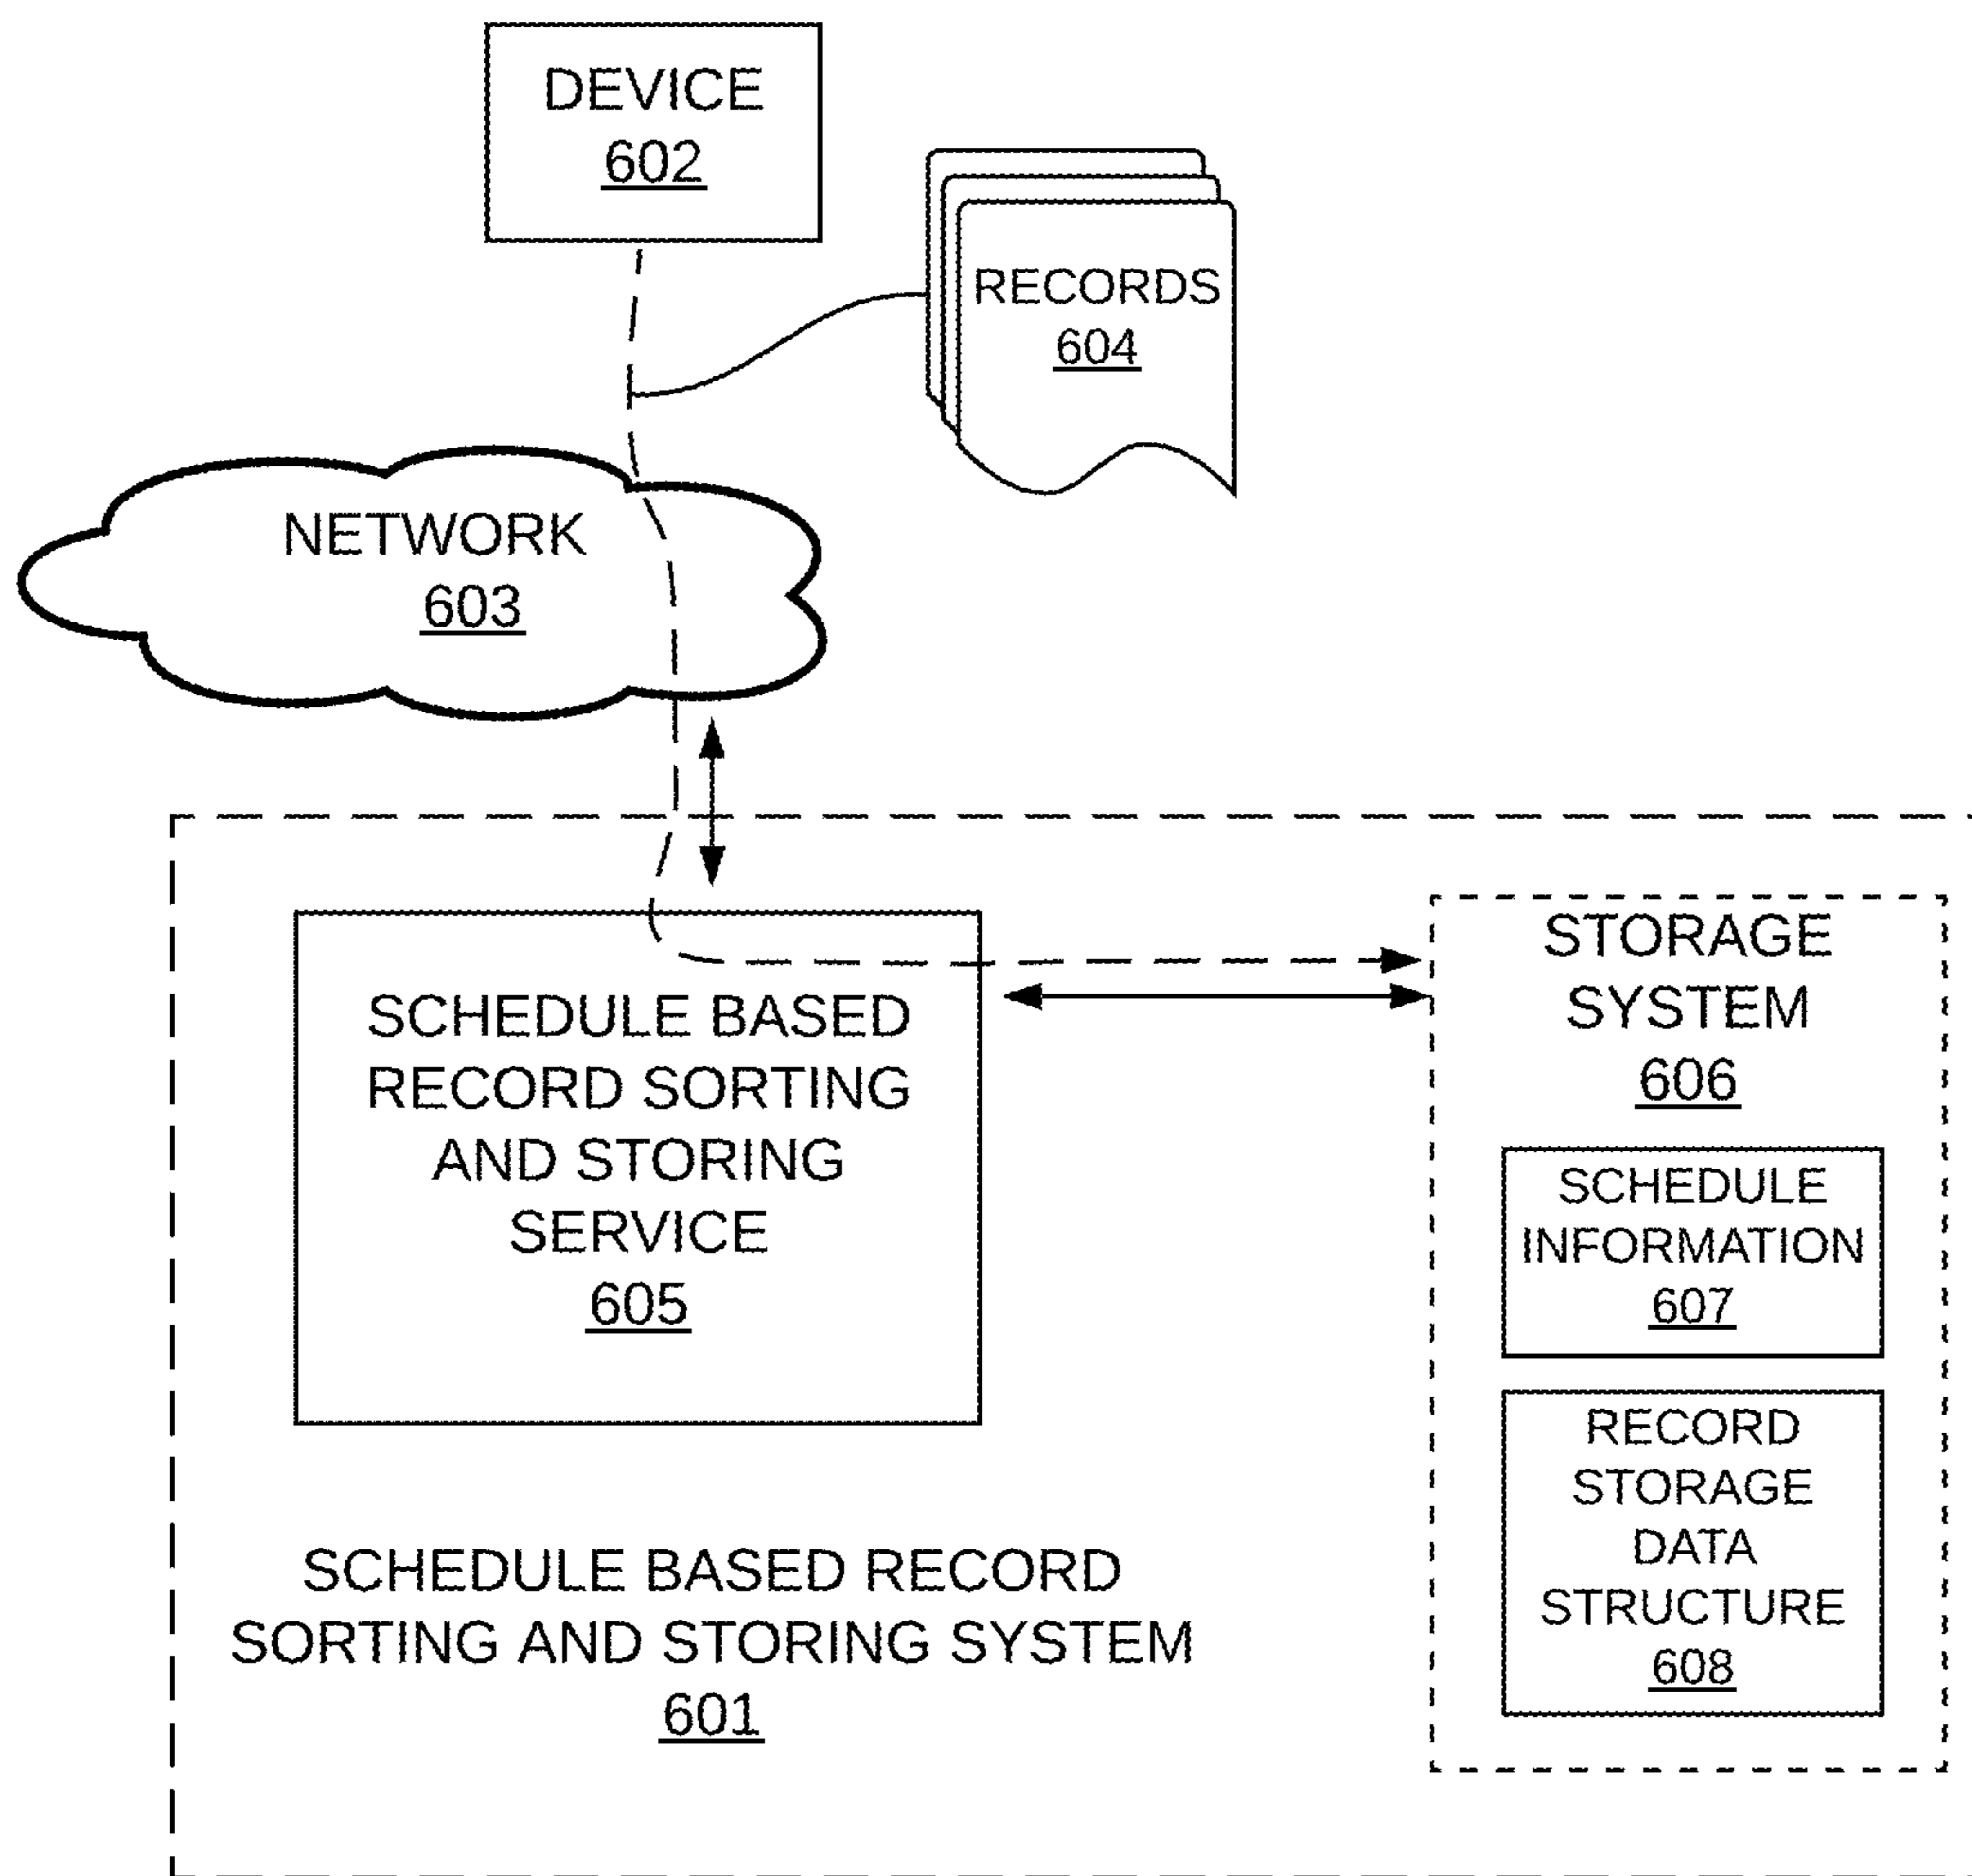 DEVICE
602
RECORDS
604
NETWORK
603
SCHEDULE BASED
RECORD SORTING
AND STORING
SERVICE
605
STORAGE
SYSTEM
606
SCHEDULE
INFORMATION
607
RECORD
STORAGE
DATA
STRUCTURE
608
SCHEDULE BASED RECORD
SORTING AND STORING SYSTEM
601